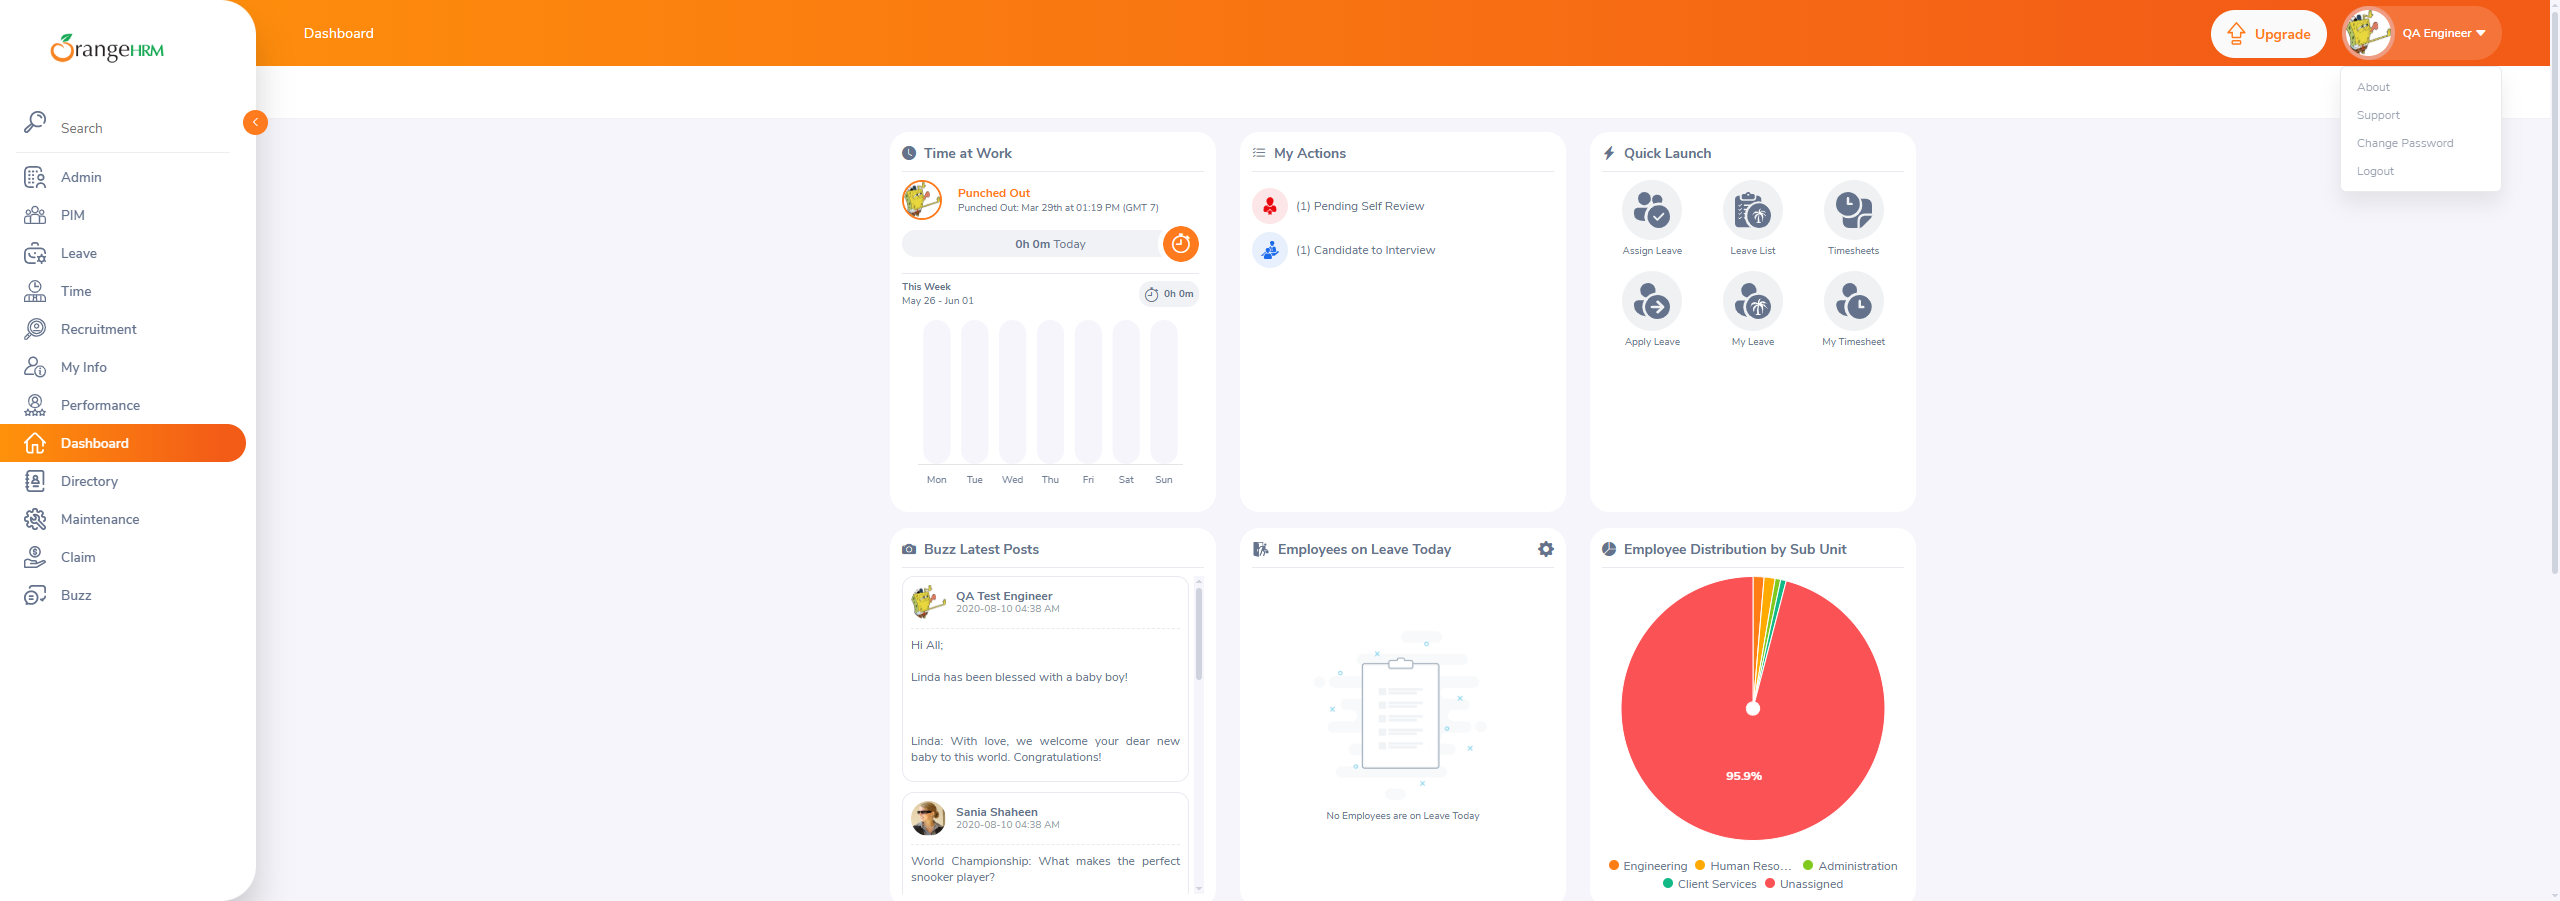 OrangeHRM
Search
Admin
PIM
Leave
Time
Recruitment
My Info
Performance
Dashboard
Directory
Maintenance
Claim
Buzz
Dashboard
Upgrade
QA Engineer
About
Support
Change Password
Logout
Time at Work
Punched Out
Punched Out: Mar 29th at 01:19 PM (GMT 7)
0h 0m Today
This Week
May 26 - Jun 01
0h 0m
Mon Tue Wed Thu Fri Sat Sun
My Actions
(1) Pending Self Review
(1) Candidate to Interview
Quick Launch
Assign Leave Leave List Timesheets
Apply Leave My Leave My Timesheet
Buzz Latest Posts
QA Test Engineer
2020-08-10 04:38 AM
Hi All;
Linda has been blessed with a baby boy!
Linda: With love, we welcome your dear new
baby to this world. Congratulations!
Sania Shaheen
2020-08-10 04:38 AM
World Championship: What makes the perfect
snooker player?
Employees on Leave Today
No Employees are on Leave Today
Employee Distribution by Sub Unit
95.9%
Engineering Human Reso... Administration
Client Services Unassigned